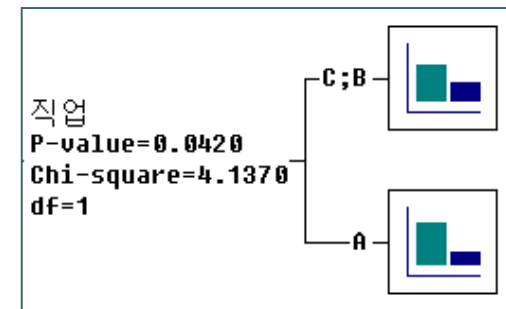 직업
P-value=0.0420
Chi-square=4.1370
df=1
C;B
A